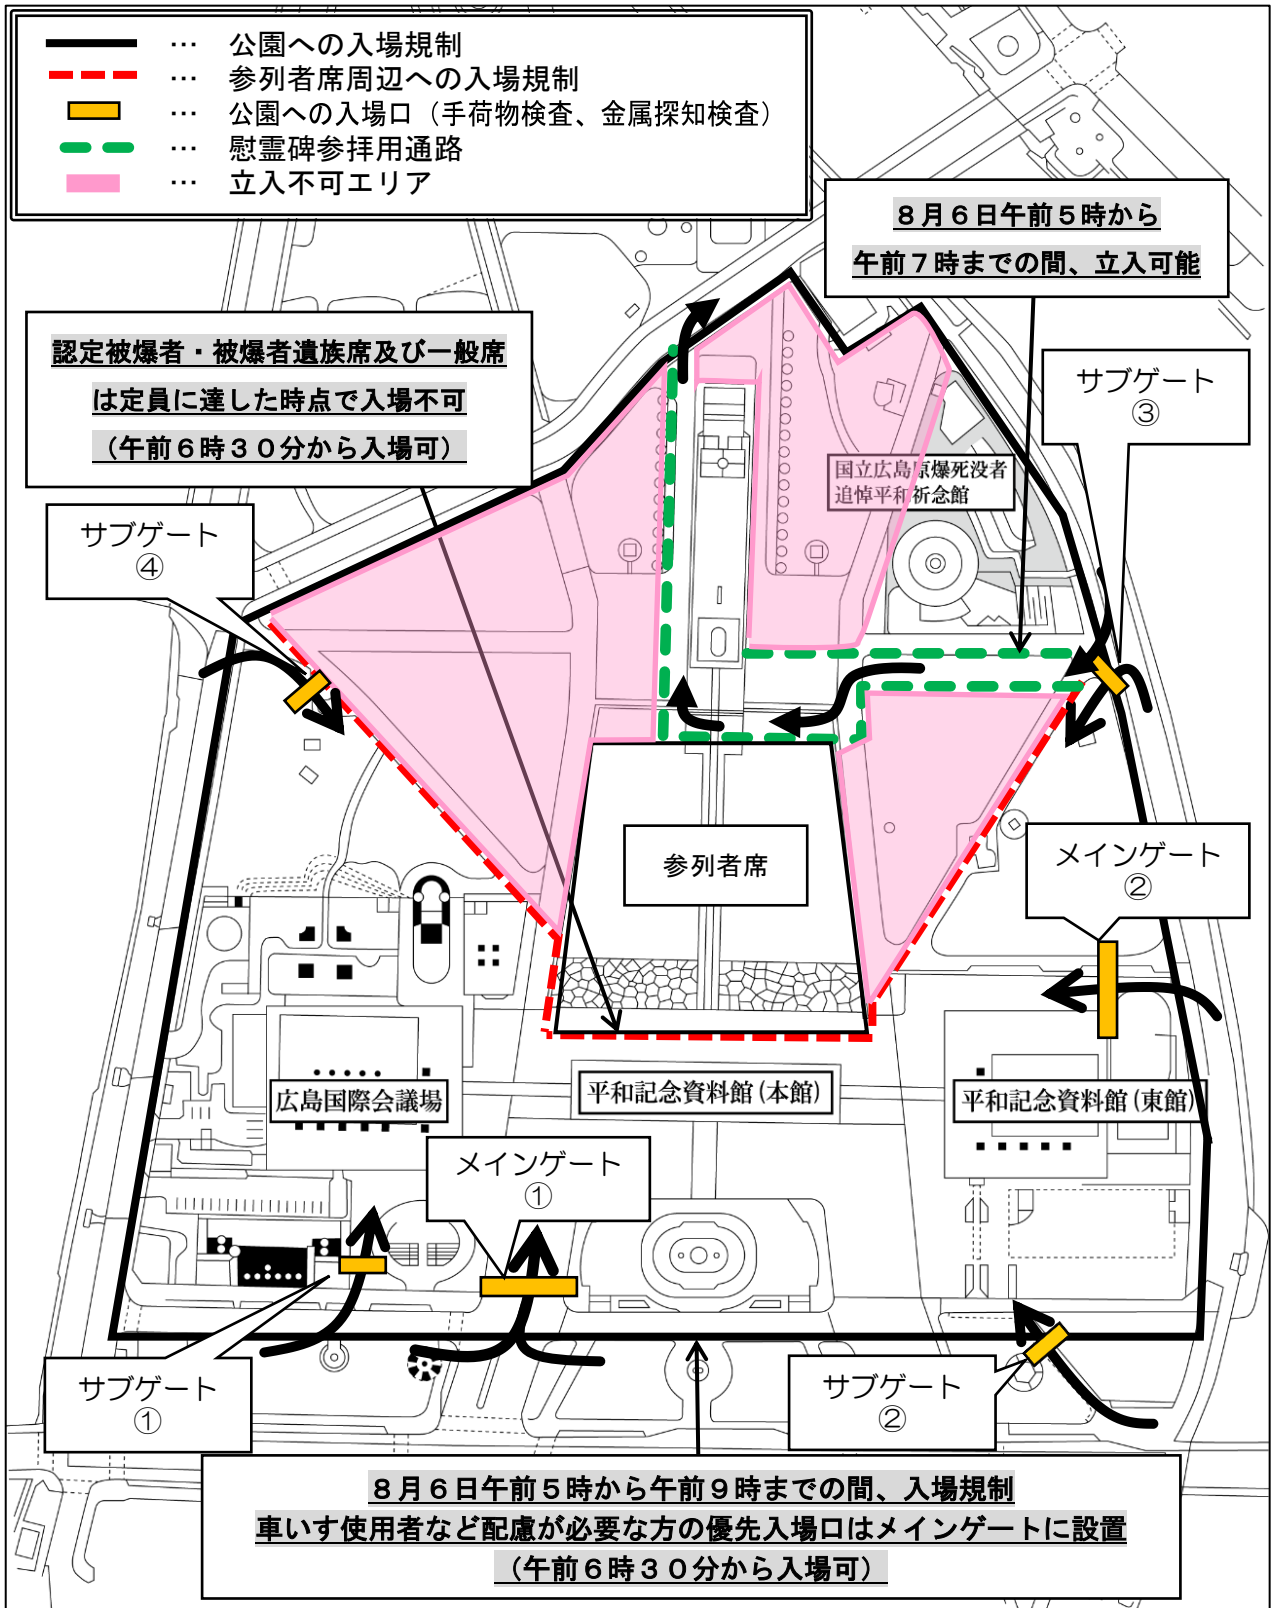 … 公園への入場規制
… 参列者席周辺への入場規制
… 公園への入場口（手荷物検査、金属探知検査）
… 慰霊碑参拝用通路
… 立入不可エリア
８月６日午前５時から
午前７時までの間、立入可能
認定被爆者・被爆者遺族席及び一般席
は定員に達した時点で入場不可
（午前６時３０分から入場可）
サブゲート
③
国立広島原爆死没者
追悼平和祈念館
サブゲート
④
参列者席
メインゲート
②
広島国際会議場
平和記念資料館（本館）
平和記念資料館（東館）
メインゲート
①
サブゲート
①
サブゲート
②
８月６日午前５時から午前９時までの間、入場規制
車いす使用者など配慮が必要な方の優先入場口はメインゲートに設置
（午前６時３０分から入場可）